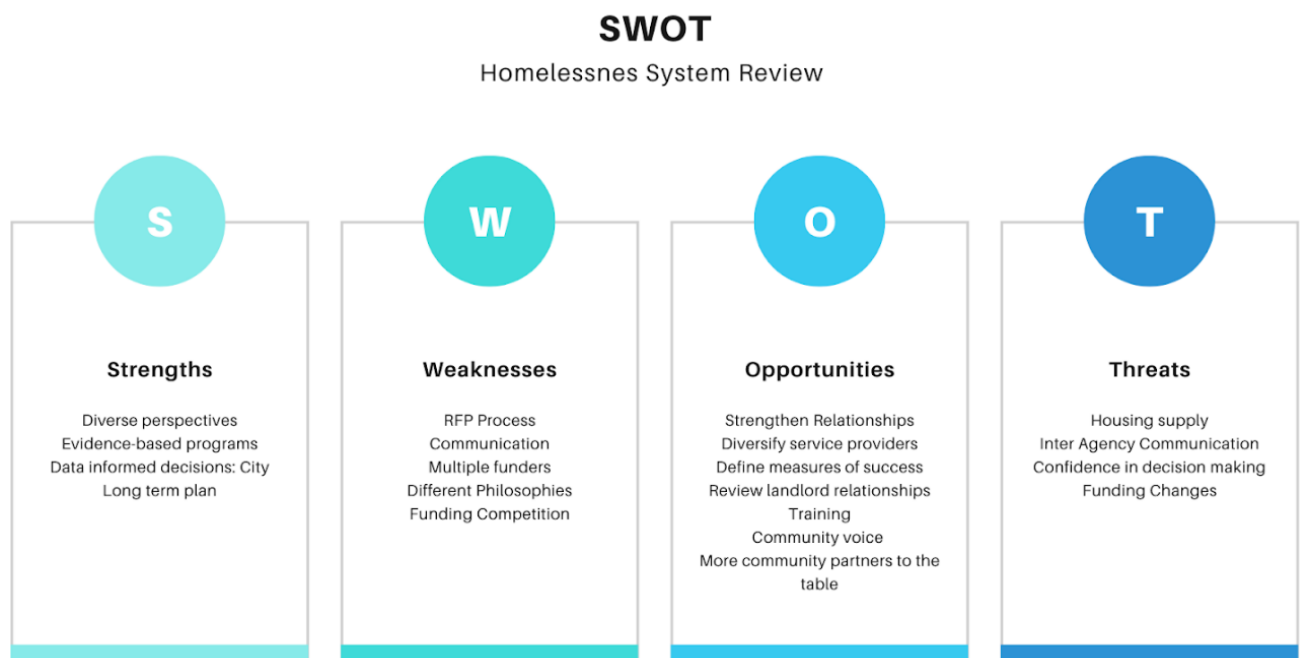 SWOT
Homelessnes System Review
S
W
O
T
Strengths
Diverse perspectives
Evidence-based programs
Data informed decisions: City
Long term plan
Weaknesses
RFP Process
Communication
Multiple funders
Different Philosophies
Funding Competition
Opportunities
Strengthen Relationships
Diversify service providers
Define measures of success
Review landlord relationships
Training
Community voice
More community partners to the
table
Threats
Housing supply
Inter Agency Communication
Confidence in decision making
Funding Changes